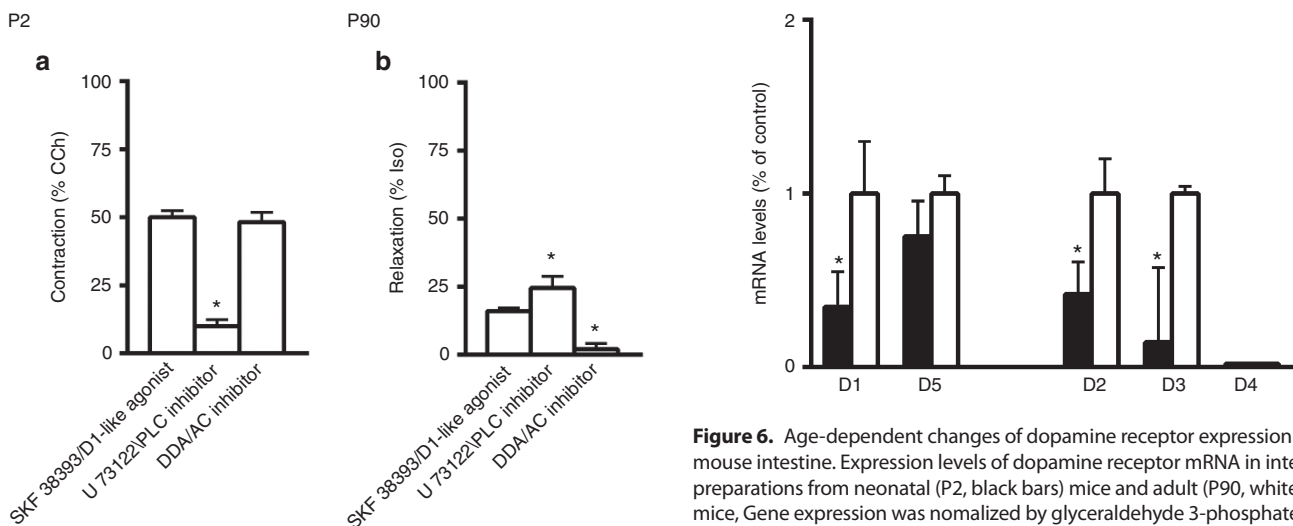 P2
a
Contraction (% CCh)
100
75
50
25
0
*
SKF 38393/D1-like agonist
U 73122\PLC inhibitor
DDA/AC inhibitor
P90
b
Relaxation (% Iso)
100
75
50
25
0
*
*
SKF 38393/D1-like agonist
U 73122\PLC inhibitor
DDA/AC inhibitor
mRNA levels (% of control)
2
1
0
*
*
*
D1
D5
D2
D3
D4
Figure 6. Age-dependent changes of dopamine receptor expression
mouse intestine. Expression levels of dopamine receptor mRNA in inte
preparations from neonatal (P2, black bars) mice and adult (P90, white
mice, Gene expression was nomalized by glyceraldehyde 3-phosphate